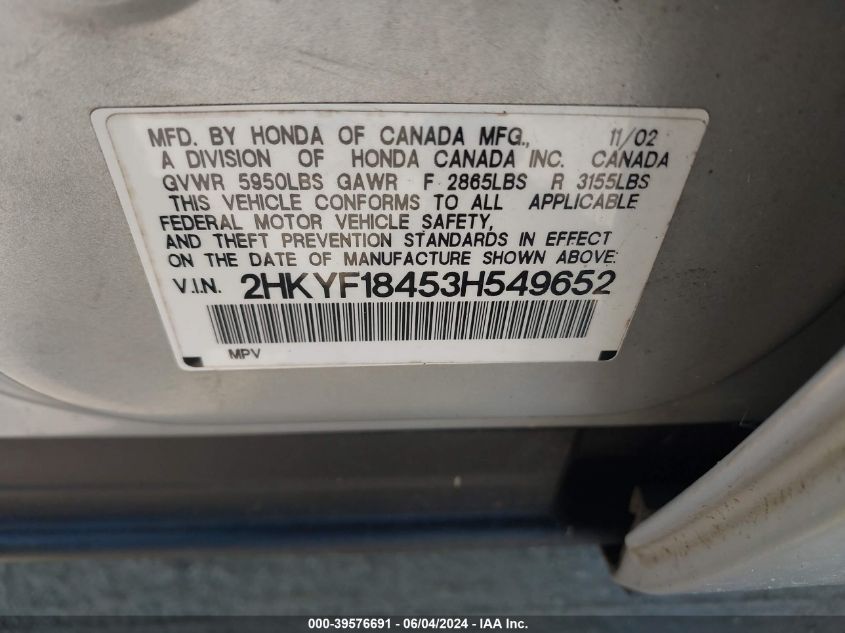 MFD. BY HONDA OF CANADA MFG., 11/02
A DIVISION OF HONDA CANADA INC. CANADA
GVWR 5950LBS GAWR F 2865LBS R 3155LBS
THIS VEHICLE CONFORMS TO ALL APPLICABLE
FEDERAL MOTOR VEHICLE SAFETY,
AND THEFT PREVENTION STANDARDS IN EFFECT
ON THE DATE OF MANUFACTURE SHOWN ABOVE.
V.I.N. 2HKYF18453H549652
MPV
000-39576691 - 06/04/2024 - IAA Inc.